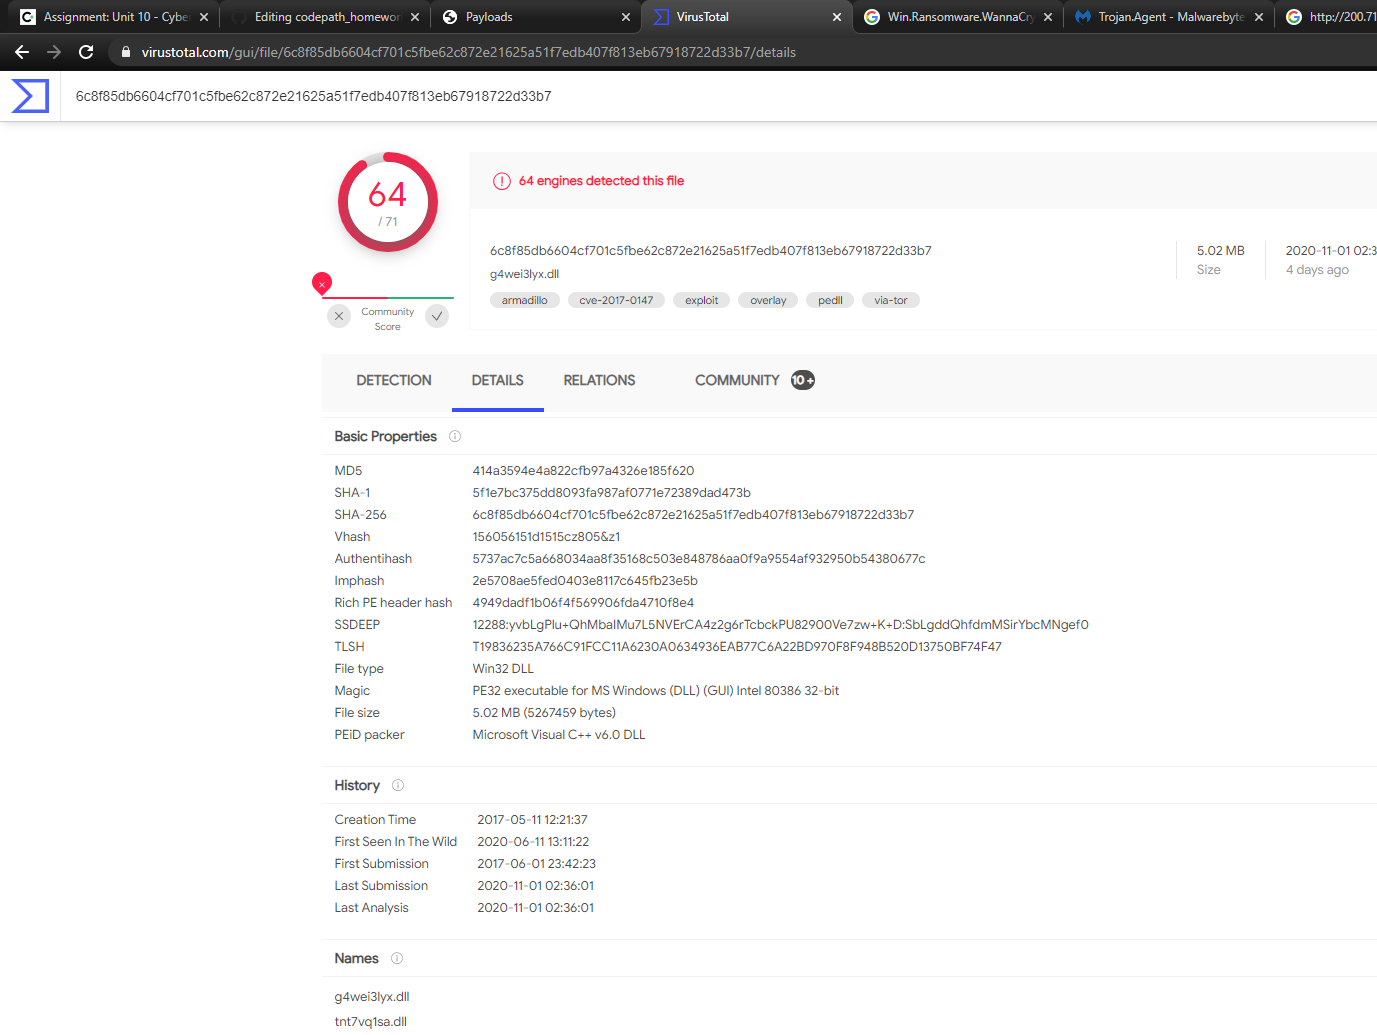 Assignment: Unit 10 - Cybe
Editing codepath_homewor
Payloads
VirusTotal
Win.Ransomware.WannaCry
Trojan.Agent - Malwarebyte
http://200.71
virustotal.com/gui/file/6c8f85db6604cf701c5fbe62c872e21625a51f7edb407f813eb67918722d33b7/details
6c8f85db6604cf701c5fbe62c872e21625a51f7edb407f813eb67918722d33b7
64
/ 71
Community
Score
64 engines detected this file
6c8f85db6604cf701c5fbe62c872e21625a51f7edb407f813eb67918722d33b7
g4wei3lyx.dll
armadillo cve-2017-0147 exploit overlay pedll via-tor
5.02 MB
Size
2020-11-01 02:3
4 days ago
DETECTION DETAILS RELATIONS COMMUNITY 10+
Basic Properties
MD5 414a3594e4a822cfb97a4326e185f620
SHA-1 5f1e7bc375dd8093fa987af0771e72389dad473b
SHA-256 6c8f85db6604cf701c5fbe62c872e21625a51f7edb407f813eb67918722d33b7
Vhash 156056151d1515cz805&z1
Authentihash 5737ac7c5a668034aa8f35168c503e848786aa0f9a9554af932950b54380677c
Imphash 2e5708ae5fed0403e8117c645fb23e5b
Rich PE header hash 4949dadf1b06f4f569906fda4710f8e4
SSDEEP 12288:yvbLgPlu+QhMbaIMu7L5NVErCA4z2g6rTcbckPU82900Ve7zw+K+D:SbLgddQhfdmMSirYbcMNgef0
TLSH T19836235A766C91FCC11A6230A0634936EAB77C6A22BD970F8F948B520D13750BF74F47
File type Win32 DLL
Magic PE32 executable for MS Windows (DLL) (GUI) Intel 80386 32-bit
File size 5.02 MB (5267459 bytes)
PEiD packer Microsoft Visual C++ v6.0 DLL
History
Creation Time 2017-05-11 12:21:37
First Seen In The Wild 2020-06-11 13:11:22
First Submission 2017-06-01 23:42:23
Last Submission 2020-11-01 02:36:01
Last Analysis 2020-11-01 02:36:01
Names
g4wei3lyx.dll
tnt7vq1sa.dll